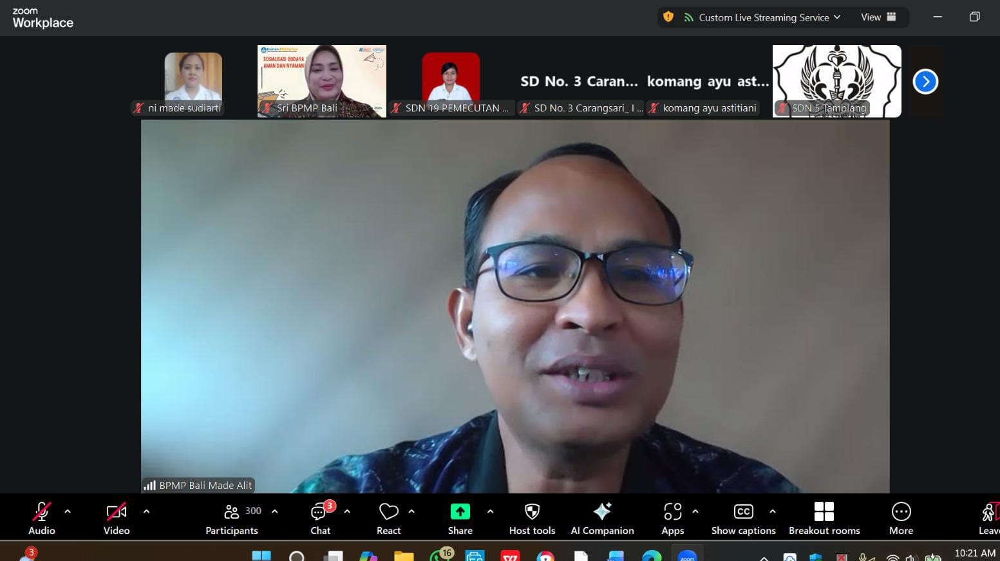 zoom
Workplace
Custom Live Streaming Service
View
SOSIALISASI BUDAYA
AMAN DAN NYAMAN
SD No. 3 Caran...
komang ayu ast...
ni made sudiarti
Sri BPMP Bali
SDN 19 PEMECUTAN ...
SD No. 3 Carangsari_ I ...
komang ayu astitiani
SDN 5 Tamblang
BPMP Bali Made Alit
300
3
CC
Audio
Video
Participants
Chat
React
Share
Host tools
AI Companion
Apps
Show captions
Breakout rooms
More
Leav
3
16
zoom
10:21 AM